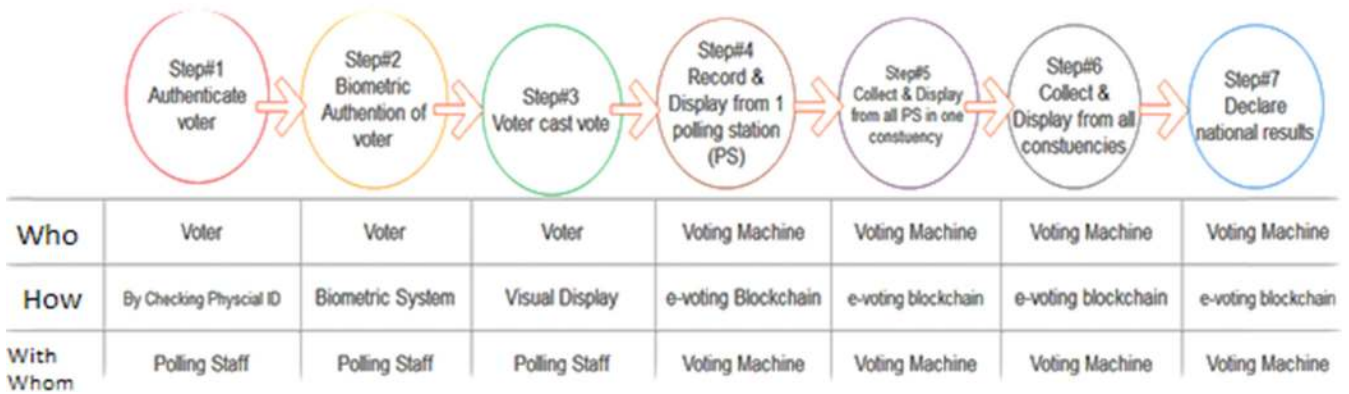 Step#1
Authenticate
voter
Step#2
Biometric
Authention of
voter
Step#3
Voter cast vote
Step#4
Record &
Display from 1
polling station
(PS)
Step#5
Collect & Display
from all PS in one
constuency
Step#6
Collect &
Display from all
constuencies
Step#7
Declare
national results
Who Voter Voter Voter Voting Machine Voting Machine Voting Machine Voting Machine
How By Checking Physcial ID Biometric System Visual Display e-voting Blockchain e-voting blockchain e-voting blockchain e-voting blockchain
With
Whom Polling Staff Polling Staff Polling Staff Voting Machine Voting Machine Voting Machine Voting Machine